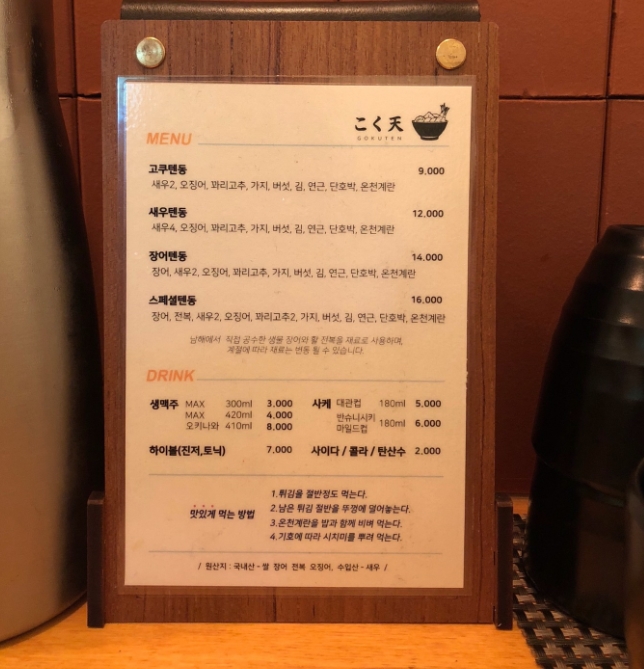 こく天
GOKUTEN
MENU
고쿠텐동 9,000
새우2, 오징어, 꽈리고추, 가지, 버섯, 김, 연근, 단호박, 온천계란
새우텐동 12,000
새우4, 오징어, 꽈리고추, 가지, 버섯, 김, 연근, 단호박, 온천계란
장어텐동 14,000
장어, 새우2, 오징어, 꽈리고추, 가지, 버섯, 김, 연근, 단호박, 온천계란
스페셜텐동 16,000
장어, 전복, 새우2, 오징어, 꽈리고추2, 가지, 버섯, 김, 연근, 단호박, 온천계란
남해에서 직접 공수한 생물 장어와 활 전복을 재료로 사용하며,
계절에 따라 재료는 변동 될 수 있습니다.
DRINK
생맥주 MAX 300ml 3,000 사케 대관컵 180ml 5,000
MAX 420ml 4,000
오키나와 410ml 8,000
반슈니시키
마일드컵 180ml 6,000
하이볼(진저,토닉) 7,000 사이다 / 콜라 / 탄산수 2,000
맛있게 먹는 방법
1.튀김을 절반정도 먹는다.
2.남은 튀김 절반을 뚜껑에 덜어놓는다.
3.온천계란을 밥과 함께 비벼 먹는다.
4.기호에 따라 시치미를 뿌려 먹는다.
/ 원산지 : 국내산 - 쌀 장어 전복 오징어, 수입산 - 새우 /